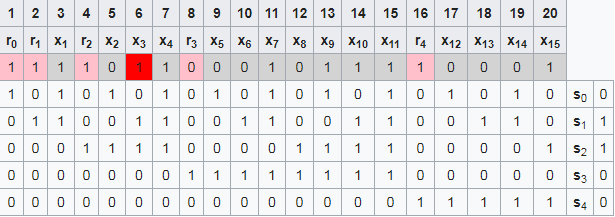 1 2 3 4 5 6 7 8 9 10 11 12 13 14 15 16 17 18 19 20
r₀ r₁ x₁ r₂ x₂ x₃ x₄ r₃ x₅ x₆ x₇ x₈ x₉ x₁₀ x₁₁ r₄ x₁₂ x₁₃ x₁₄ x₁₅
1 1 1 1 0 1 1 0 0 0 1 0 1 1 1 1 0 0 0 1
1 0 1 0 1 0 1 0 1 0 1 0 1 0 1 0 1 0 1 0 s₀ 0
0 1 1 0 0 1 1 0 0 1 1 0 0 1 1 0 0 1 1 0 s₁ 1
0 0 0 1 1 1 1 0 0 0 0 1 1 1 1 0 0 0 0 1 s₂ 1
0 0 0 0 0 0 0 1 1 1 1 1 1 1 1 0 0 0 0 0 s₃ 0
0 0 0 0 0 0 0 0 0 0 0 0 0 0 0 1 1 1 1 1 s₄ 0